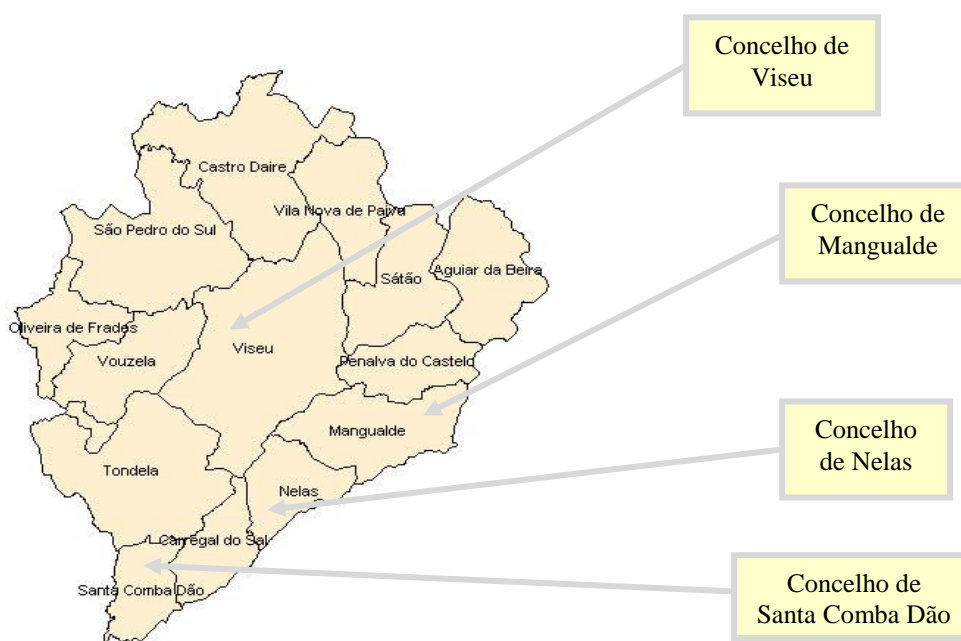 Concelho de
Viseu
Castro Daire
Vila Nova de Paiva
São Pedro do Sul
Concelho de
Mangualde
Aguiar da Beira
Sátão
Oliveira de Frades
Viseu
Vouzela
Penalva do Castelo
Mangualde
Concelho
de Nelas
Tondela
Nelas
Carregal do Sal
Santa Comba Dão
Concelho de
Santa Comba Dão